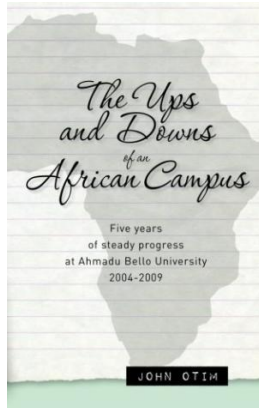 The Ups
and Downs
of an
African Campus
Five years
of steady progress
at Ahmadu Bello University
2004-2009
JOHN OTIM